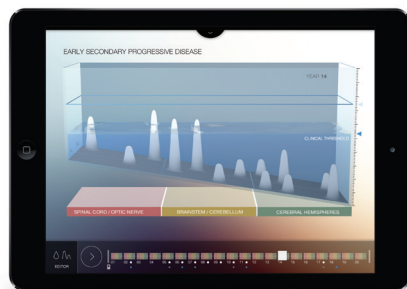 EARLY SECONDARY PROGRESSIVE DISEASE
YEAR 14
CLINICAL THRESHOLD
SPINAL CORD / OPTIC NERVE
BRAINSTEM / CEREBELLUM
CEREBRAL HEMISPHERES
EDITOR